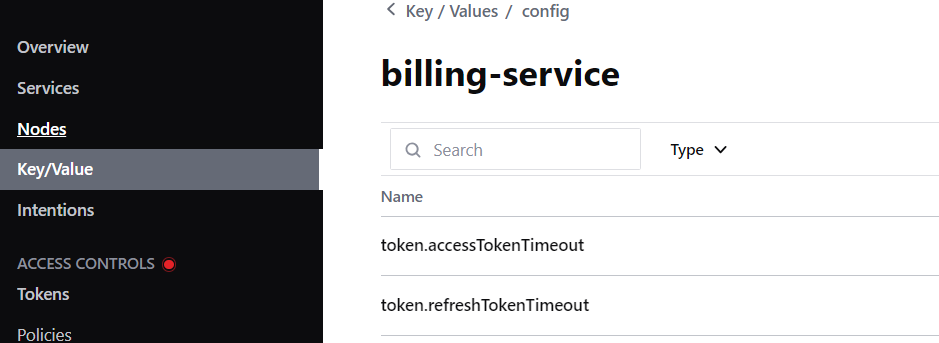 Overview
Services
Nodes
Key/Value
Intentions
ACCESS CONTROLS
Tokens
Policies
Key / Values / config
billing-service
Search
Type
Name
token.accessTokenTimeout
token.refreshTokenTimeout